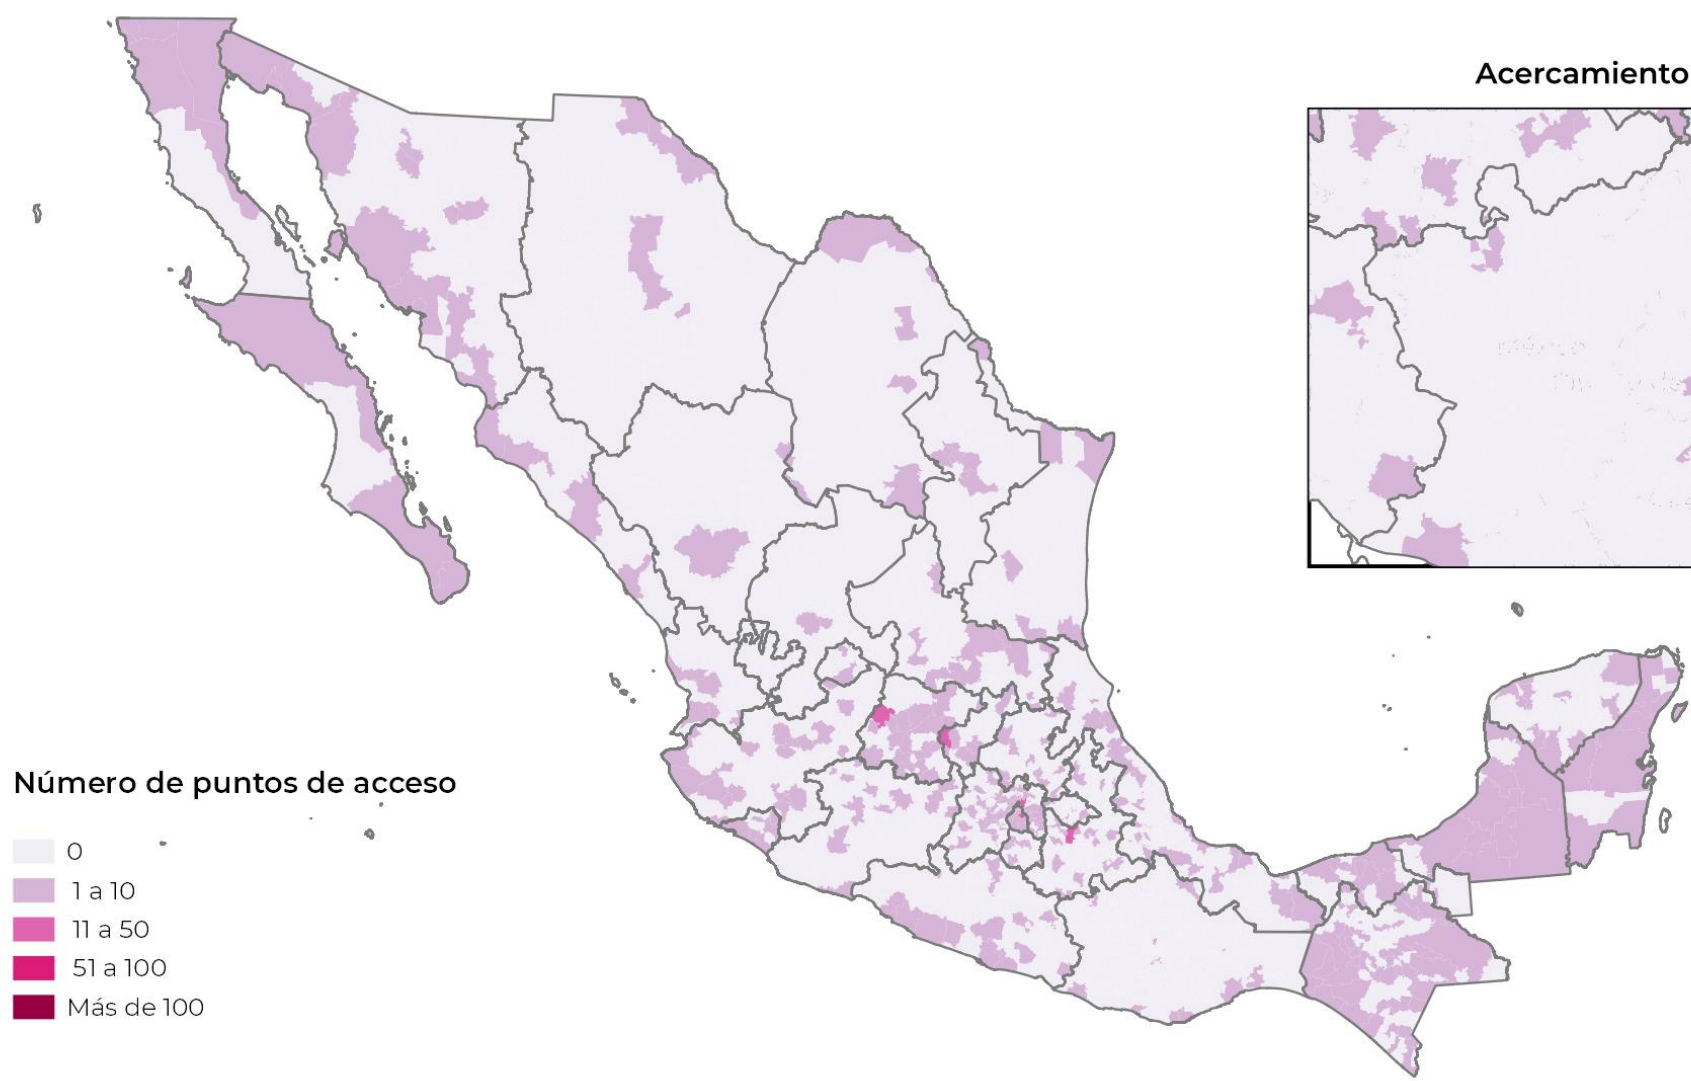 Acercamiento
Número de puntos de acceso
0
1 a 10
11 a 50
51 a 100
Más de 100